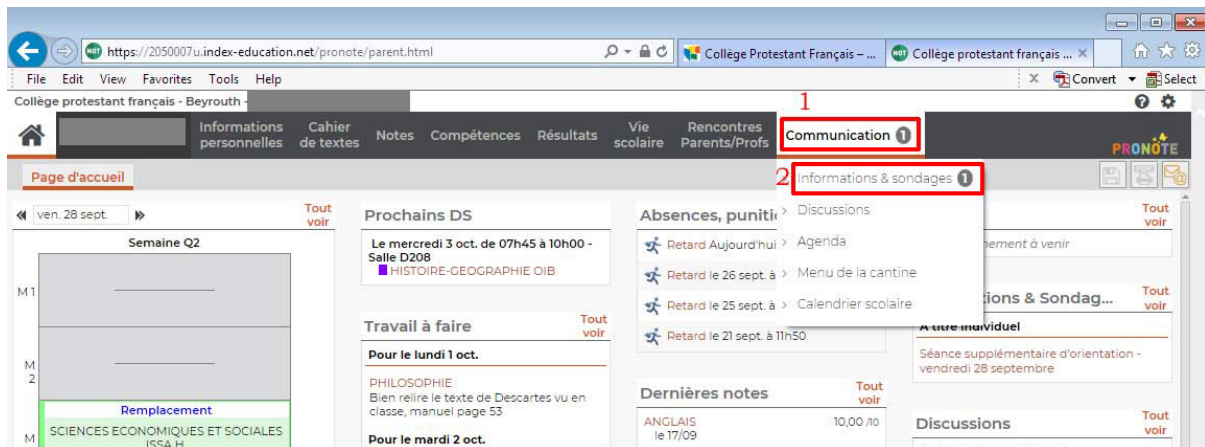 https://2050007u.index-education.net/pronote/parent.html
Collège Protestant Français – ...
Collège protestant français ...
File Edit View Favorites Tools Help
Convert
Select
Collège protestant français - Beyrouth -
1
Informations personnelles
Cahier de textes
Notes
Compétences
Résultats
Vie scolaire
Rencontres Parents/Profs
Communication 1
PRONOTE
Page d'accueil
2
Informations & sondages 1
> Discussions
> Agenda
> Menu de la cantine
> Calendrier scolaire
ven. 28 sept.
Tout voir
Semaine Q2
M 1
M 2
Remplacement
SCIENCES ECONOMIQUES ET SOCIALES
ISSA H.
M
Prochains DS
Le mercredi 3 oct. de 07h45 à 10h00 -
Salle D208
HISTOIRE-GEOGRAPHIE OIB
Travail à faire
Tout voir
Pour le lundi 1 oct.
PHILOSOPHIE
Bien relire le texte de Descartes vu en
classe, manuel page 53
Pour le mardi 2 oct.
Absences, puniti
Retard Aujourd'hui
Retard le 26 sept. à
Retard le 25 sept. à
Retard le 21 sept. à 11h50
Dernières notes
Tout voir
ANGLAIS 10,00 /10
le 17/09
Tout voir
nement à venir
ions & Sondag...
Tout voir
A titre individuel
Séance supplémentaire d'orientation -
vendredi 28 septembre
Discussions
Tout voir